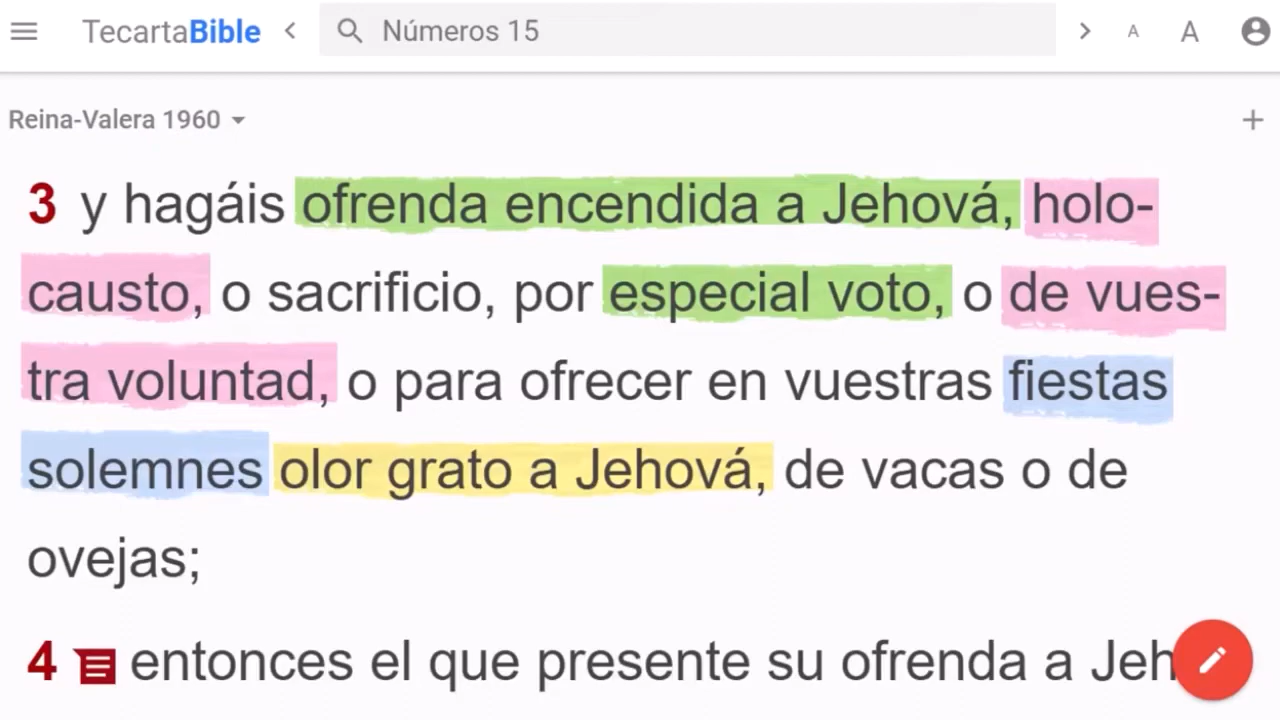 TecartaBible
Números 15
A A
Reina-Valera 1960
3 y hagáis ofrenda encendida a Jehová, holo-
causto, o sacrificio, por especial voto, o de vues-
tra voluntad, o para ofrecer en vuestras fiestas
solemnes olor grato a Jehová, de vacas o de
ovejas;
4 entonces el que presente su ofrenda a Jeh